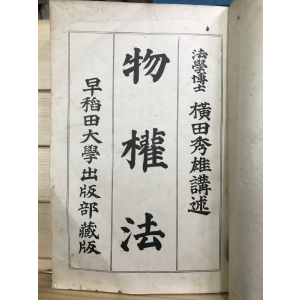 法學博士 横田秀雄講述
物權法
早稻田大學出版部藏版